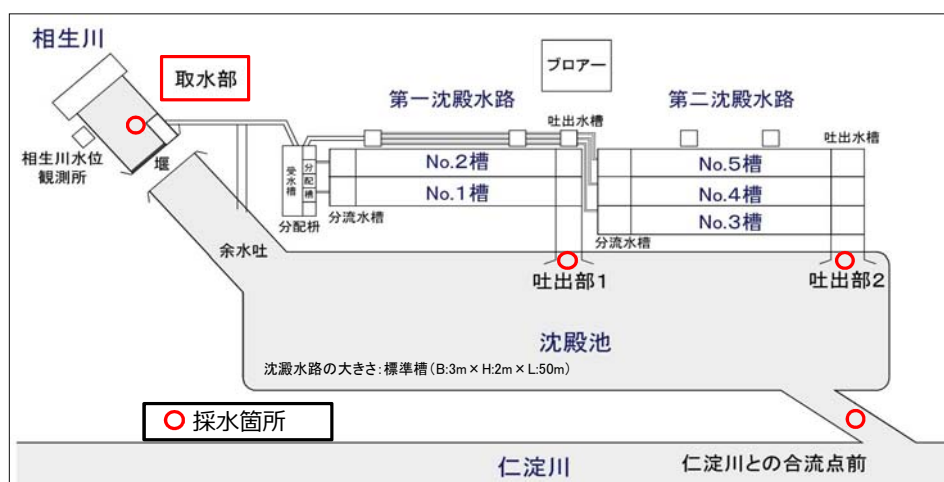 相生川
取水部
ブロアー
第一沈殿水路
第二沈殿水路
吐出水槽
吐出水槽
相生川水位
観測所
堰
受水槽
分配槽
No.2槽
No.5槽
No.1槽
No.4槽
No.3槽
分流水槽
分配枡
分流水槽
余水吐
吐出部1
吐出部2
沈殿池
沈澱水路の大きさ:標準槽(B:3m×H:2m×L:50m)
採水箇所
仁淀川
仁淀川との合流点前